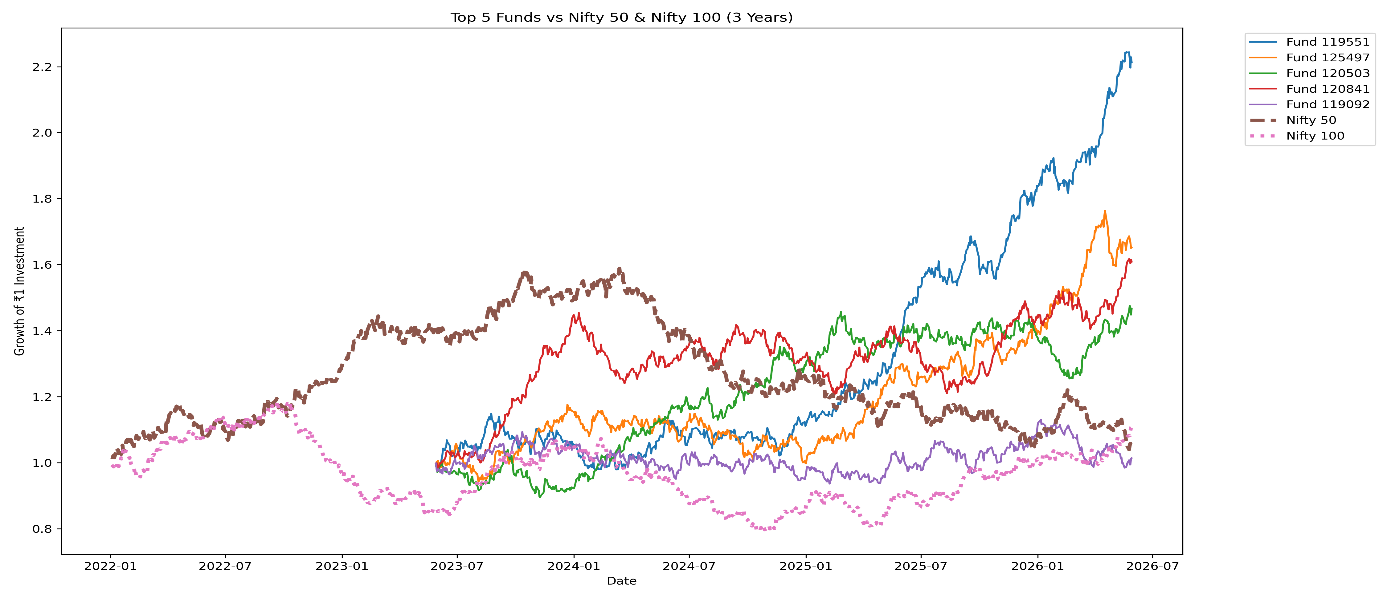 Top 5 Funds vs Nifty 50 & Nifty 100 (3 Years)
Fund 119551
Fund 125497
Fund 120503
Fund 120841
Fund 119092
Nifty 50
Nifty 100
Growth of ₹1 Investment
2.2
2.0
1.8
1.6
1.4
1.2
1.0
0.8
2022-01 2022-07 2023-01 2023-07 2024-01 2024-07 2025-01 2025-07 2026-01 2026-07
Date